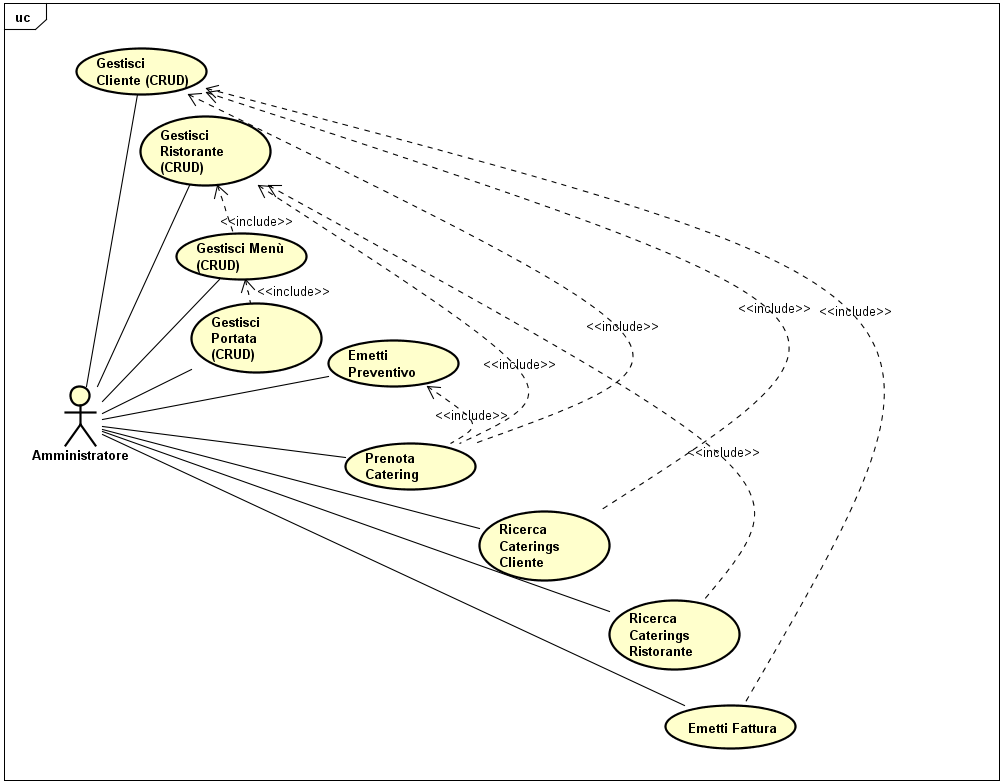 uc
Gestisci
Cliente (CRUD)
Gestisci
Ristorante
(CRUD)
<<include>>
Gestisci Menù
(CRUD)
<<include>>
Gestisci
Portata
(CRUD)
<<include>>
<<include>>
<<include>>
Emetti
Preventivo
<<include>>
<<include>>
Amministratore
Prenota
Catering
<<include>>
Ricerca
Caterings
Cliente
Ricerca
Caterings
Ristorante
Emetti Fattura